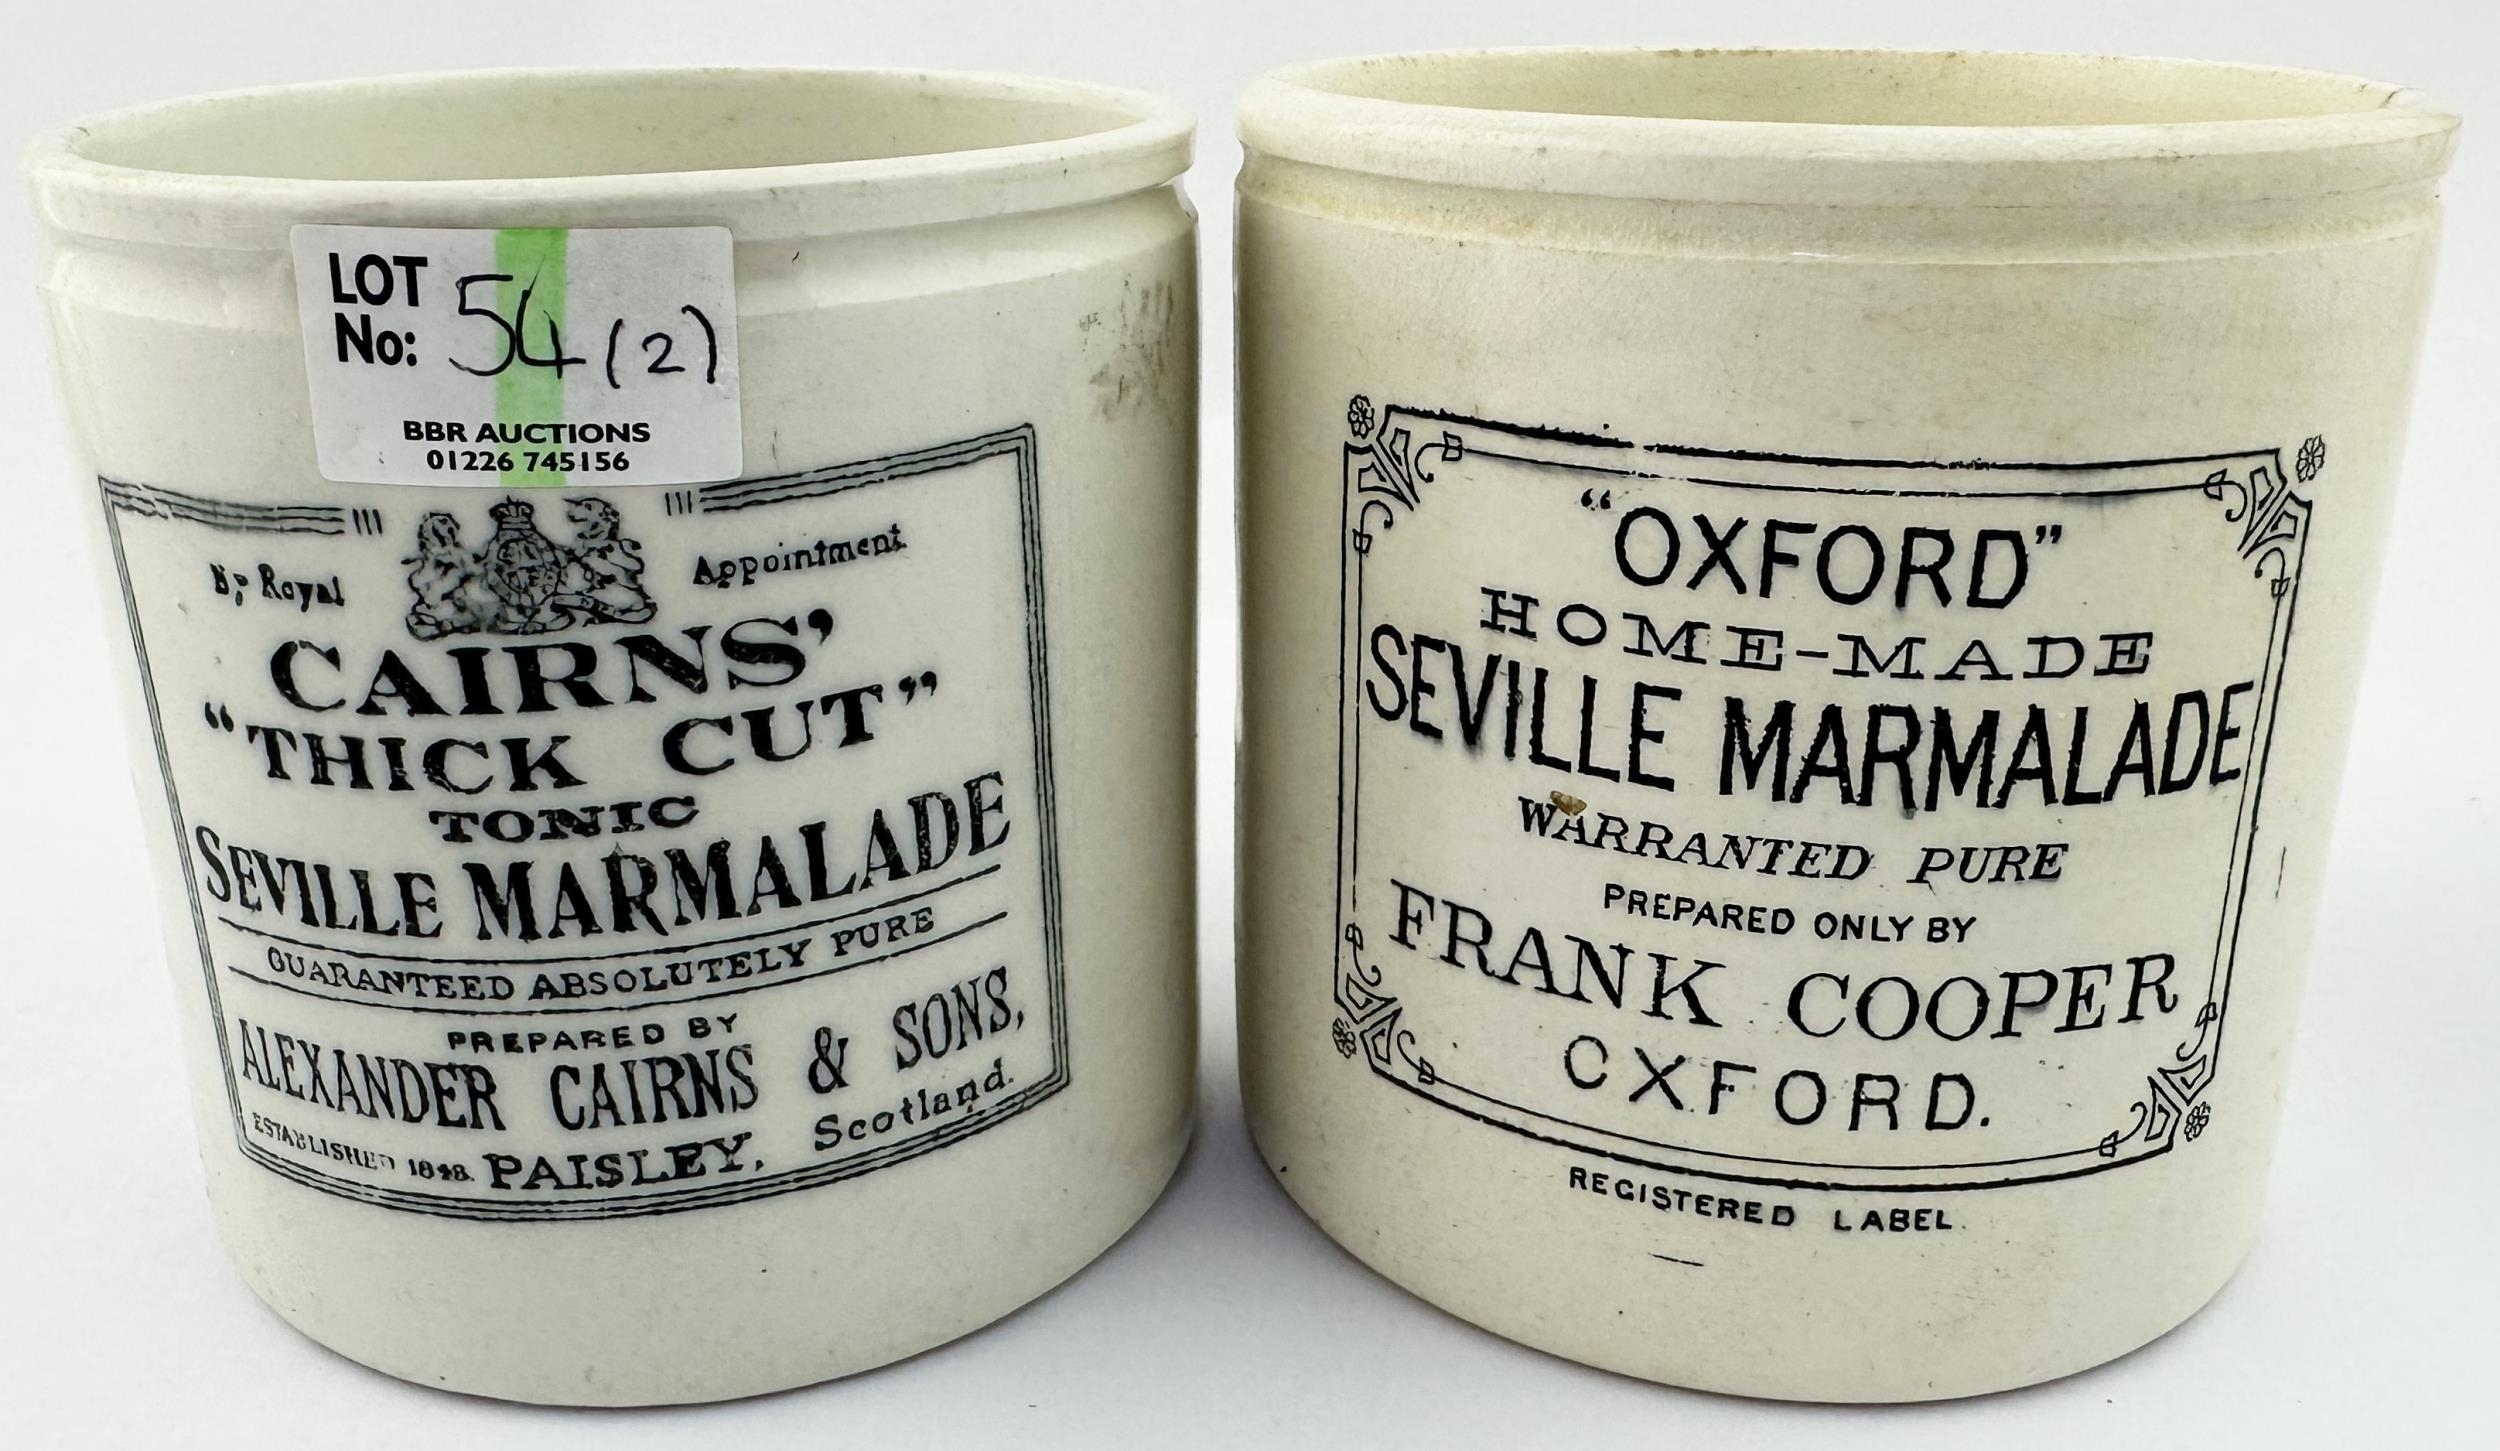 LOT
No: 54 (2)
BBR AUCTIONS
01226 745156
By Royal Appointment
CAIRNS'
"THICK CUT"
TONIC
SEVILLE MARMALADE
GUARANTEED ABSOLUTELY PURE
PREPARED BY
ALEXANDER CAIRNS & SONS,
ESTABLISHED 1848. PAISLEY, Scotland.
"OXFORD"
HOME-MADE
SEVILLE MARMALADE
WARRANTED PURE
PREPARED ONLY BY
FRANK COOPER
OXFORD.
REGISTERED LABEL.